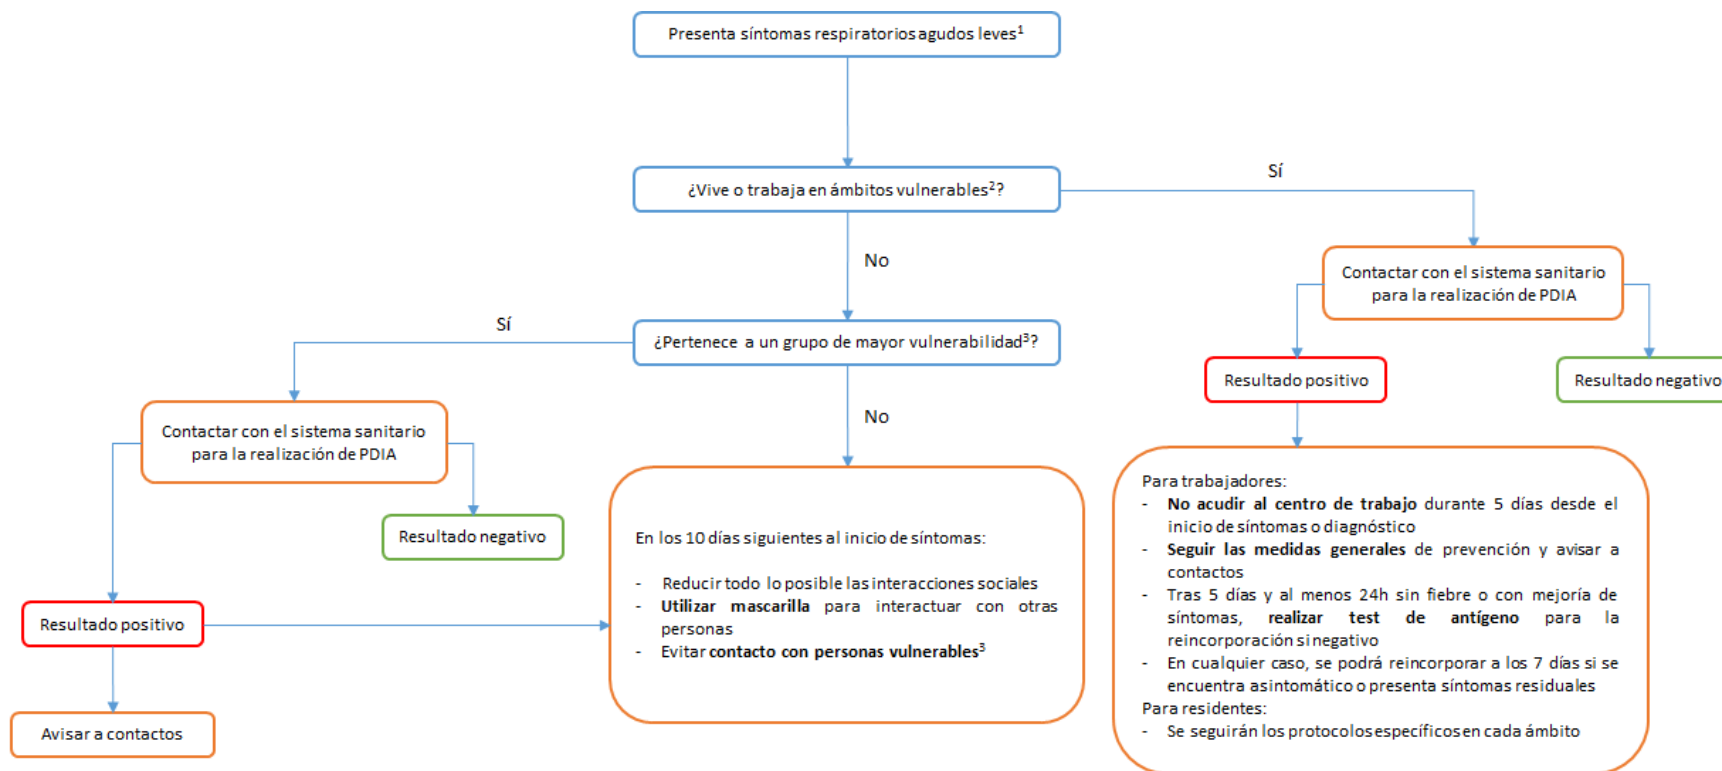 Presenta síntomas respiratorios agudos leves¹
¿Vive o trabaja en ámbitos vulnerables²?
Sí
No
Contactar con el sistema sanitario
para la realización de PDIA
Resultado positivo
Resultado negativo
Para trabajadores:
- No acudir al centro de trabajo durante 5 días desde el
inicio de síntomas o diagnóstico
- Seguir las medidas generales de prevención y avisar a
contactos
- Tras 5 días y al menos 24h sin fiebre o con mejoría de
síntomas, realizar test de antígeno para la
reincorporación si negativo
- En cualquier caso, se podrá reincorporar a los 7 días si se
encuentra asintomático o presenta síntomas residuales
Para residentes:
- Se seguirán los protocolos específicos en cada ámbito
¿Pertenece a un grupo de mayor vulnerabilidad³?
Sí
No
Contactar con el sistema sanitario
para la realización de PDIA
Resultado negativo
Resultado positivo
Avisar a contactos
En los 10 días siguientes al inicio de síntomas:
- Reducir todo lo posible las interacciones sociales
- Utilizar mascarilla para interactuar con otras
personas
- Evitar contacto con personas vulnerables³